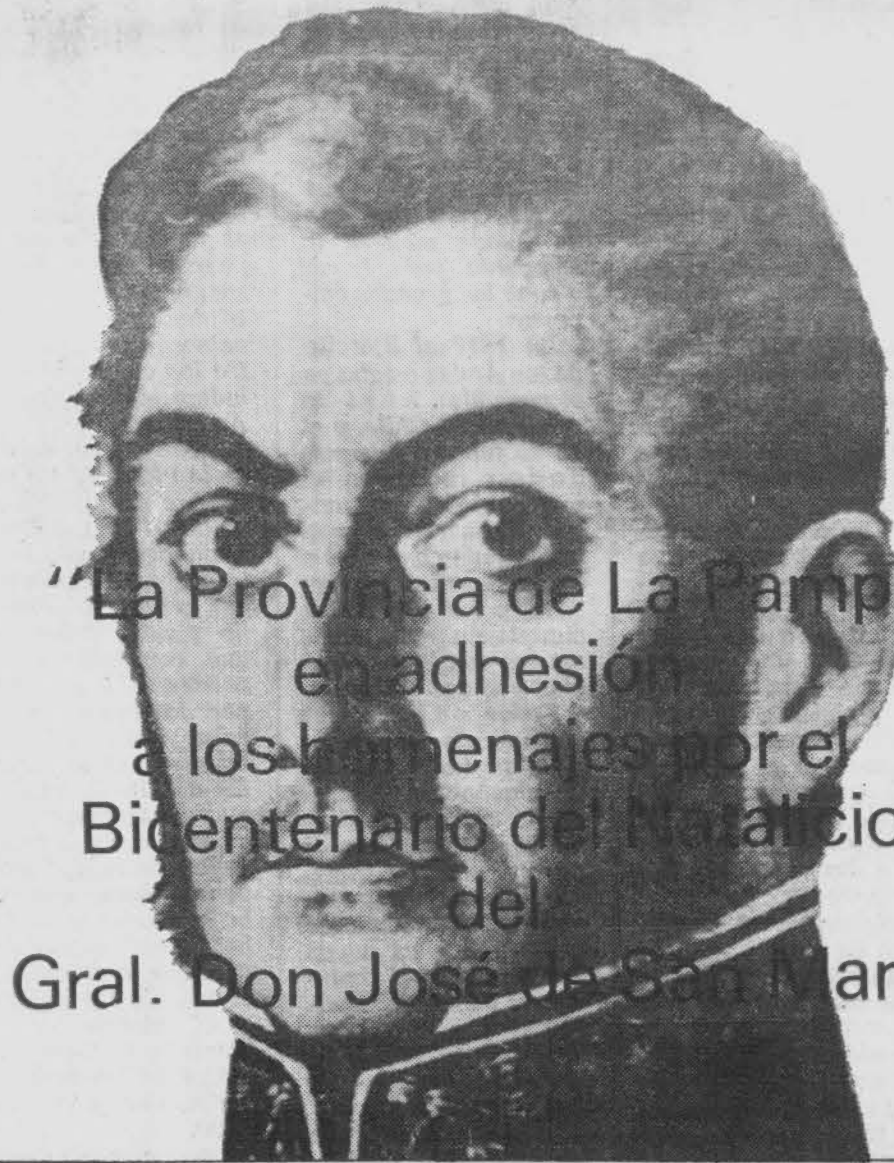 “La Provincia de La Pamp
en adhesión
a los homenajes por el
Bicentenario del Natalicio
del
Gral. Don José de San Mar